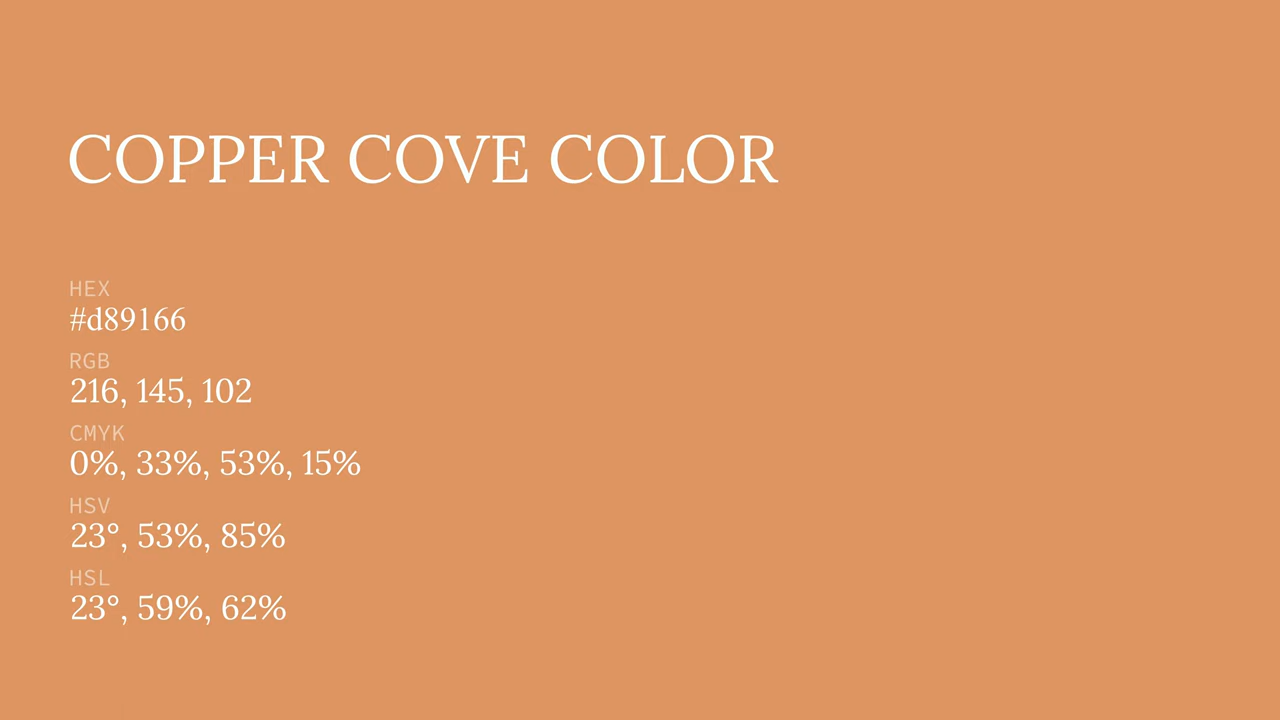 COPPER COVE COLOR
HEX
#d89166
RGB
216, 145, 102
CMYK
0%, 33%, 53%, 15%
HSV
23°, 53%, 85%
HSL
23°, 59%, 62%